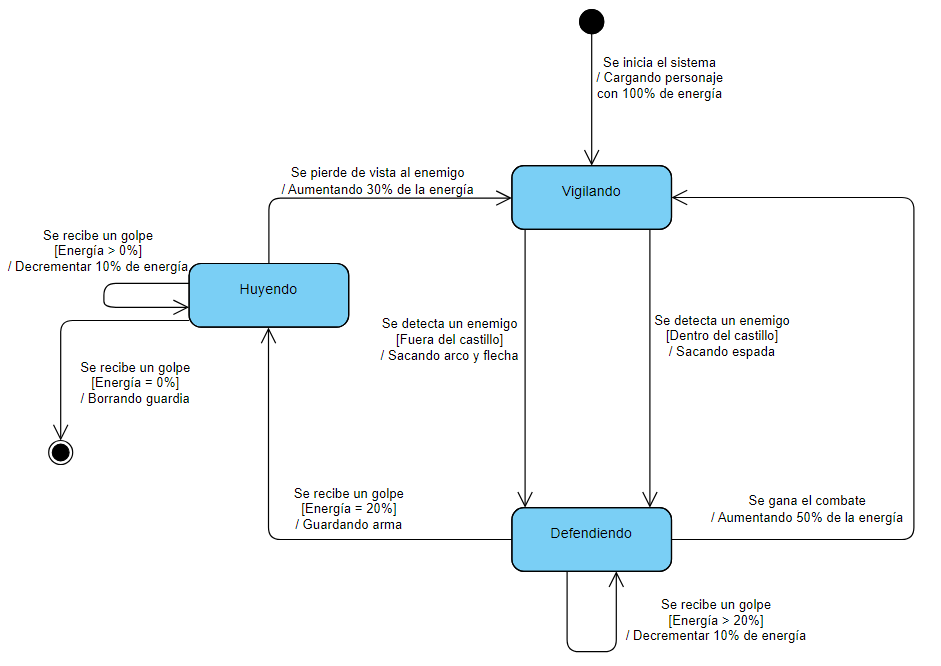 Se inicia el sistema
/ Cargando personaje
con 100% de energía
Se pierde de vista al enemigo
/ Aumentando 30% de la energía
Vigilando
Se recibe un golpe
[Energía > 0%]
/ Decrementar 10% de energía
Huyendo
Se detecta un enemigo
[Fuera del castillo]
/ Sacando arco y flecha
Se detecta un enemigo
[Dentro del castillo]
/ Sacando espada
Se recibe un golpe
[Energía = 0%]
/ Borrando guardia
Se recibe un golpe
[Energía = 20%]
/ Guardando arma
Se gana el combate
/ Aumentando 50% de la energía
Defendiendo
Se recibe un golpe
[Energía > 20%]
/ Decrementar 10% de energía